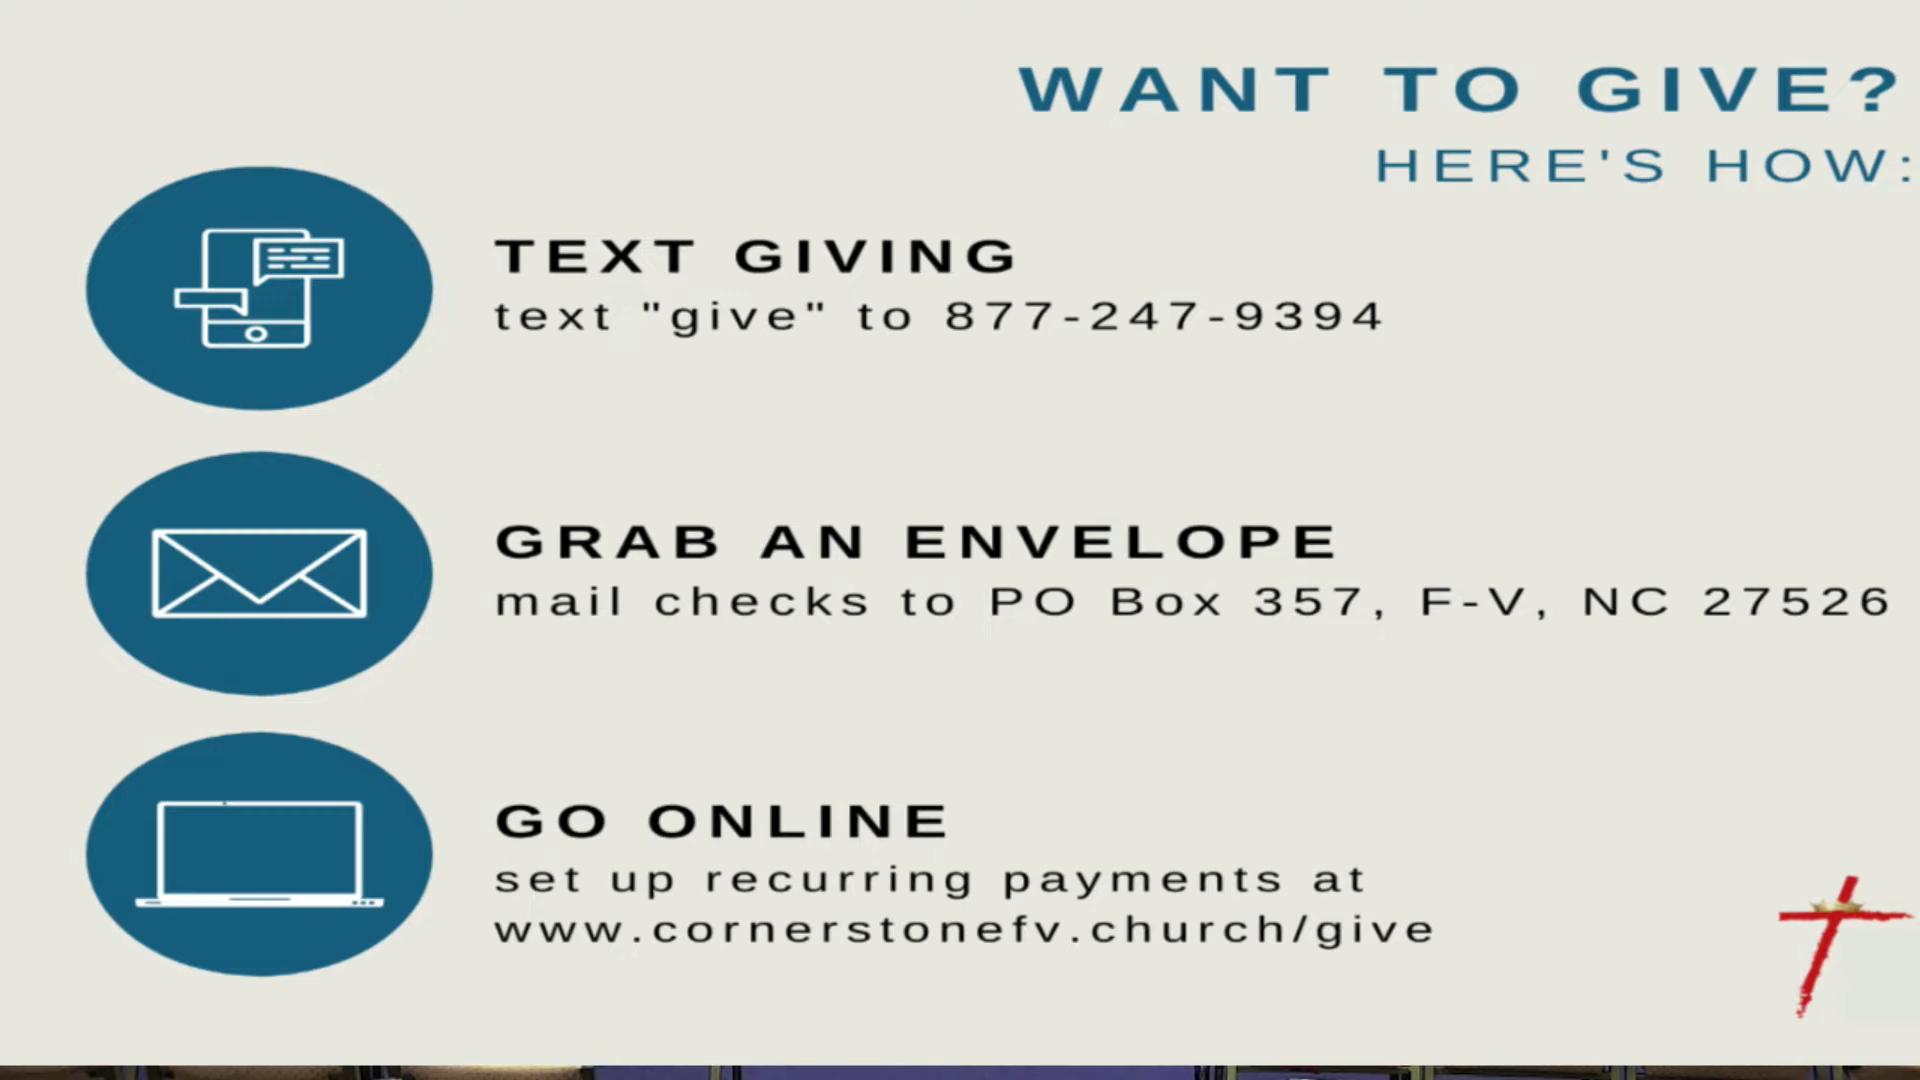 WANT TO GIVE?
HERE'S HOW:
TEXT GIVING
text "give" to 877-247-9394
GRAB AN ENVELOPE
mail checks to PO Box 357, F-V, NC 27526
GO ONLINE
set up recurring payments at
www.cornerstonefv.church/give